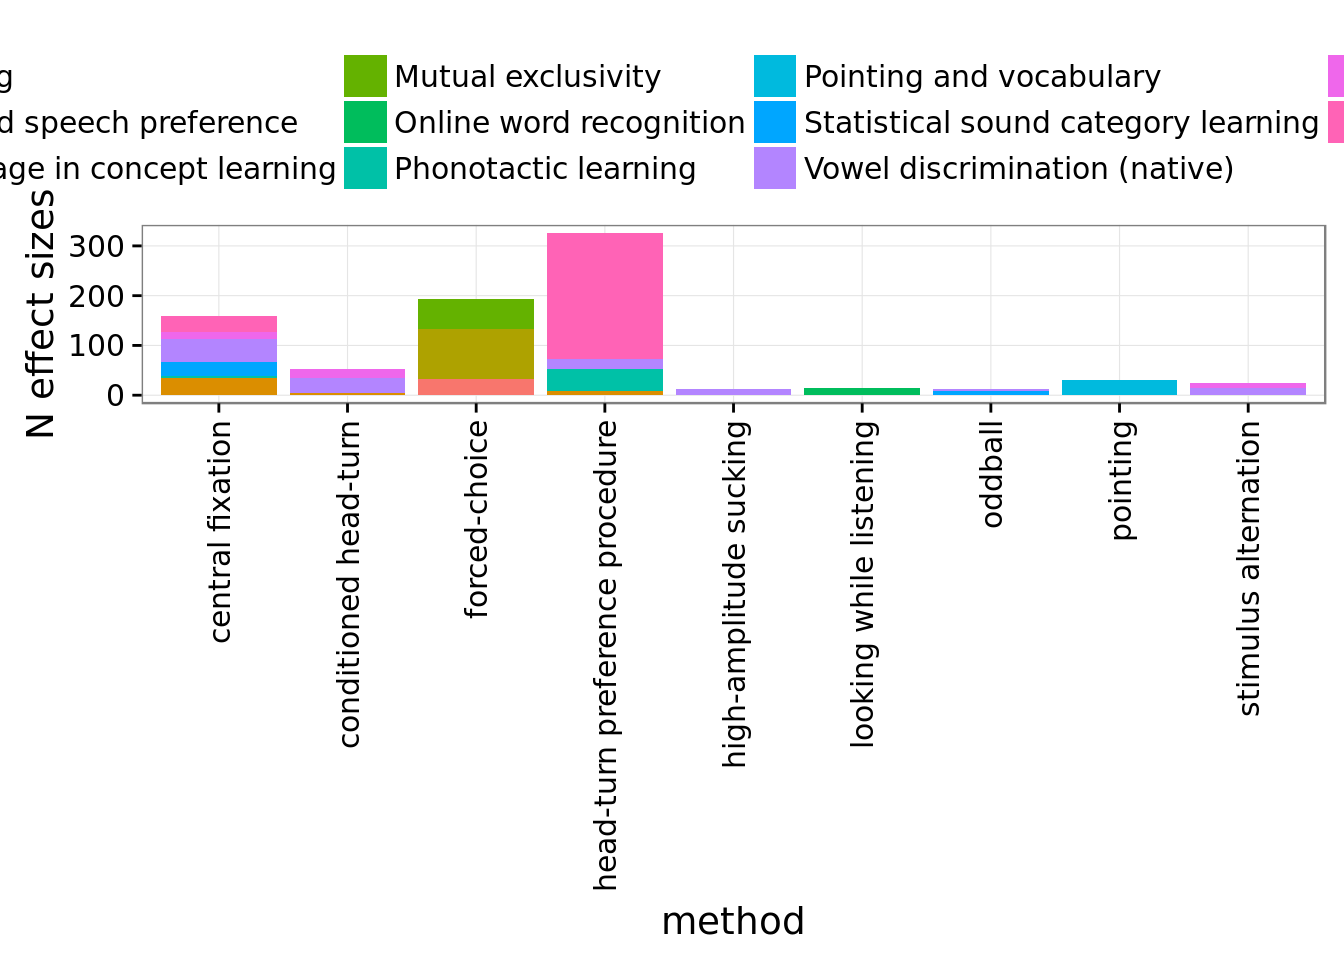 g
Mutual exclusivity
Pointing and vocabulary
d speech preference
Online word recognition
Statistical sound category learning
age in concept learning
Phonotactic learning
Vowel discrimination (native)
N effect sizes
300
200
100
0
central fixation
conditioned head-turn
forced-choice
head-turn preference procedure
high-amplitude sucking
looking while listening
oddball
pointing
stimulus alternation
method